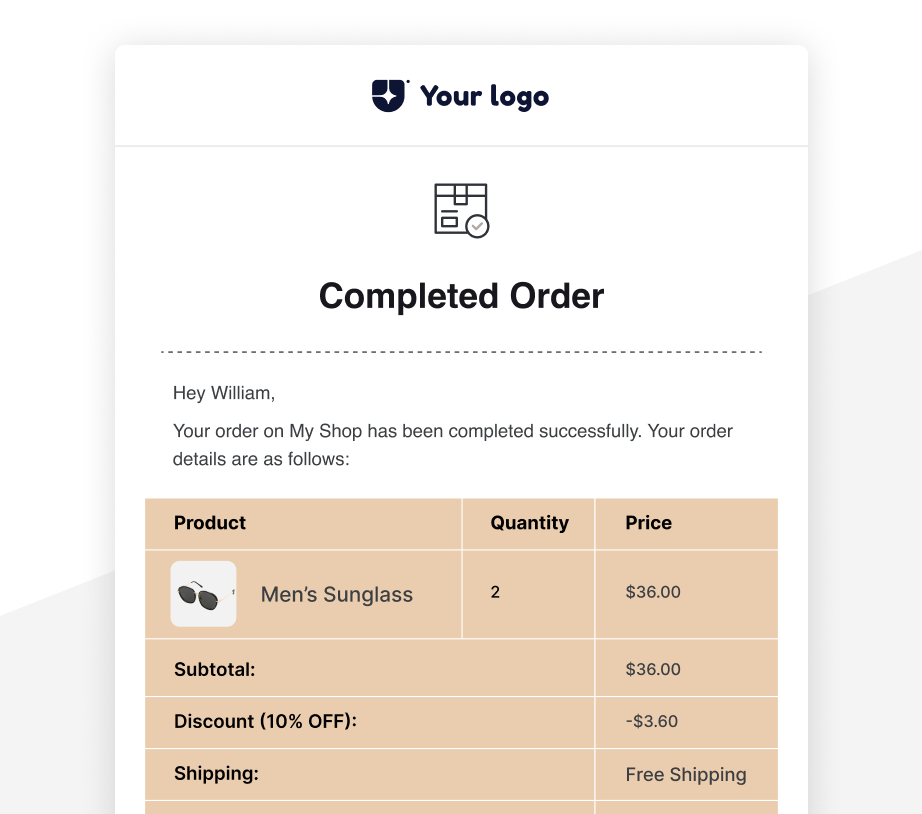 Your logo
Completed Order
Hey William,
Your order on My Shop has been completed successfully. Your order
details are as follows:
Product Quantity Price
Men’s Sunglass 2 $36.00
Subtotal: $36.00
Discount (10% OFF): -$3.60
Shipping: Free Shipping